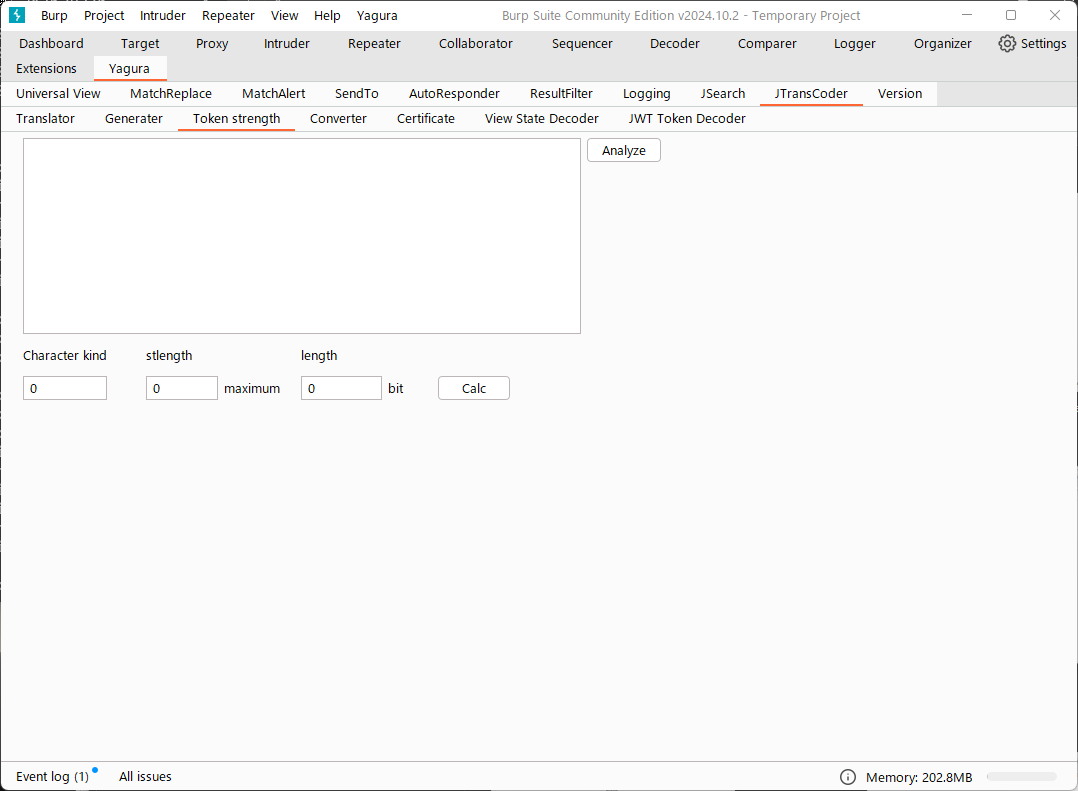 Burp Project Intruder Repeater View Help Yagura Burp Suite Community Edition v2024.10.2 - Temporary Project
Dashboard Target Proxy Intruder Repeater Collaborator Sequencer Decoder Comparer Logger Organizer Settings
Extensions Yagura
Universal View MatchReplace MatchAlert SendTo AutoResponder ResultFilter Logging JSearch JTransCoder Version
Translator Generater Token strength Converter Certificate View State Decoder JWT Token Decoder
Analyze
Character kind stlength length
0 0 maximum 0 bit Calc
Event log (1) All issues Memory: 202.8MB